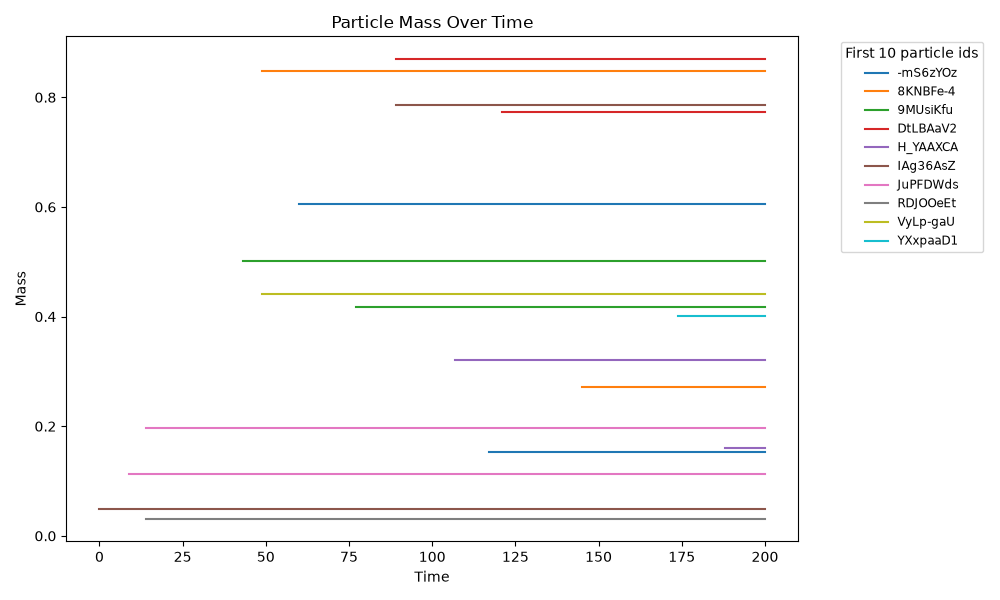 Particle Mass Over Time
Mass
0.8
0.6
0.4
0.2
0.0
0 25 50 75 100 125 150 175 200
Time
First 10 particle ids
-mS6zYOz
8KNBFe-4
9MUsiKfu
DtLBAaV2
H_YAAXCA
IAg36AsZ
JuPFDWds
RDJOOeEt
VyLp-gaU
YXxpaaD1